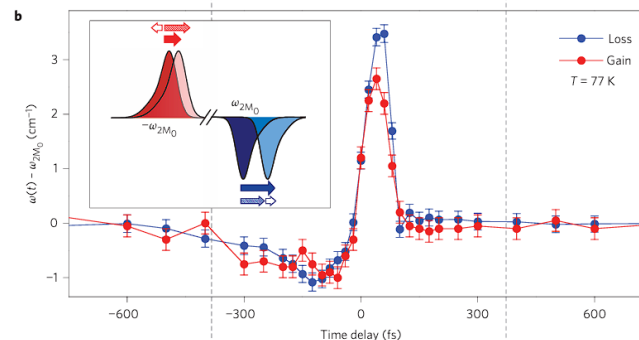 b
ω(t) − ω2M0 (cm−1)
3
2
1
0
−1
−ω2M0
ω2M0
Loss
Gain
T = 77 K
−600
−300
0
300
600
Time delay (fs)